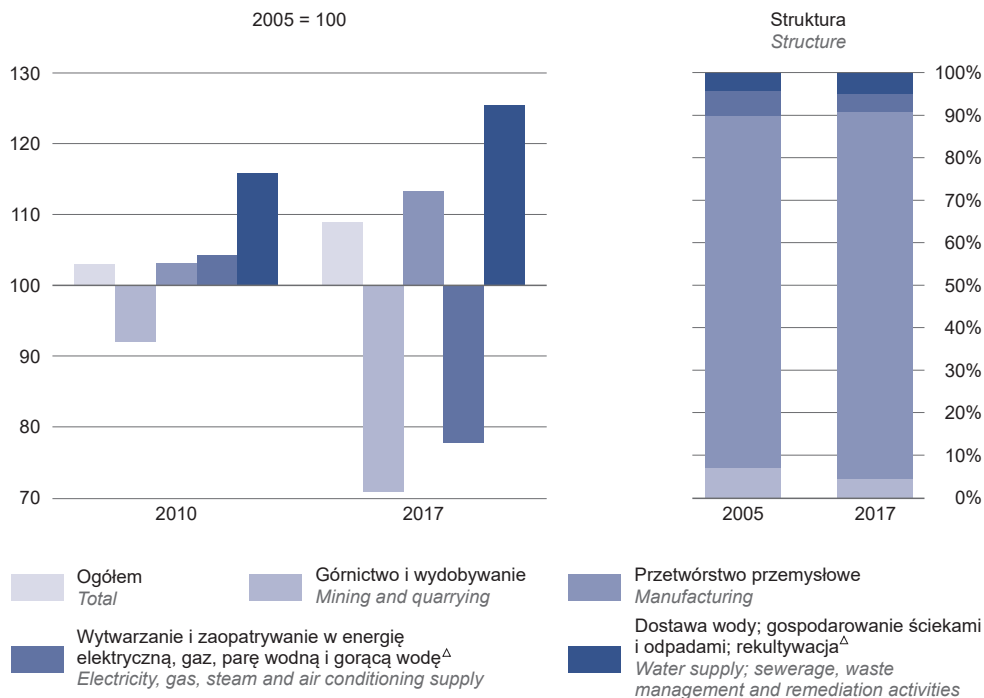 2005 = 100
130
120
110
100
90
80
70
2010
2017
Struktura
Structure
100%
90%
80%
70%
60%
50%
40%
30%
20%
10%
0%
2005
2017
Ogółem
Total
Górnictwo i wydobywanie
Mining and quarrying
Przetwórstwo przemysłowe
Manufacturing
Wytwarzanie i zaopatrywanie w energię
elektryczną, gaz, parę wodną i gorącą wodę∆
Electricity, gas, steam and air conditioning supply
Dostawa wody; gospodarowanie ściekami
i odpadami; rekultywacja∆
Water supply; sewerage, waste
management and remediation activities